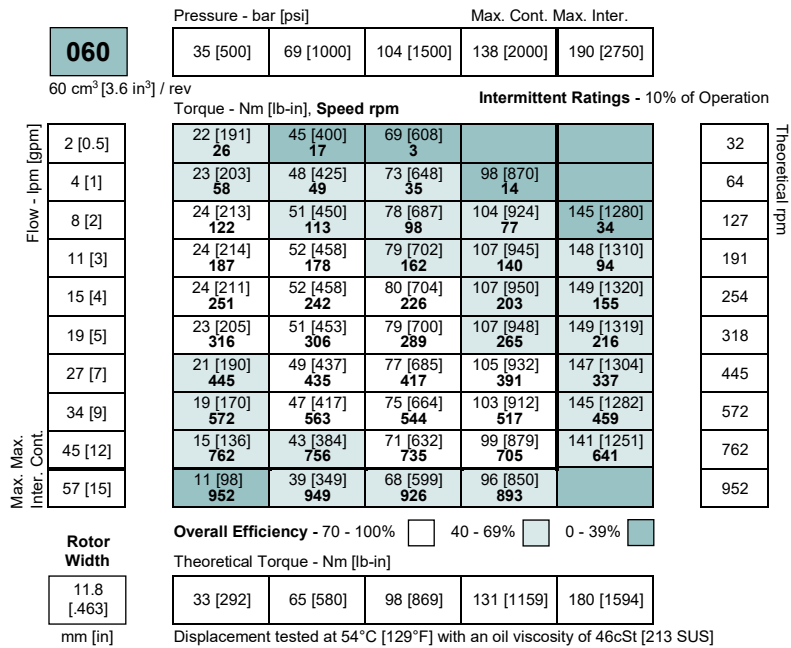 Pressure - bar [psi] Max. Cont. Max. Inter.
060 35 [500] 69 [1000] 104 [1500] 138 [2000] 190 [2750]
60 cm³ [3.6 in³] / rev
Intermittent Ratings - 10% of Operation
Torque - Nm [lb-in], Speed rpm
Flow - lpm [gpm]
Theoretical rpm
2 [0.5] 22 [191] 45 [400] 69 [608] 32
26 17 3
4 [1] 23 [203] 48 [425] 73 [648] 98 [870] 64
58 49 35 14
8 [2] 24 [213] 51 [450] 78 [687] 104 [924] 145 [1280] 127
122 113 98 77 34
11 [3] 24 [214] 52 [458] 79 [702] 107 [945] 148 [1310] 191
187 178 162 140 94
15 [4] 24 [211] 52 [458] 80 [704] 107 [950] 149 [1320] 254
251 242 226 203 155
19 [5] 23 [205] 51 [453] 79 [700] 107 [948] 149 [1319] 318
316 306 289 265 216
27 [7] 21 [190] 49 [437] 77 [685] 105 [932] 147 [1304] 445
445 435 417 391 337
34 [9] 19 [170] 47 [417] 75 [664] 103 [912] 145 [1282] 572
572 563 544 517 459
Max. Cont.
45 [12] 15 [136] 43 [384] 71 [632] 99 [879] 141 [1251] 762
762 756 735 705 641
Max. Inter.
57 [15] 11 [98] 39 [349] 68 [599] 96 [850] 952
952 949 926 893
Overall Efficiency - 70 - 100% 40 - 69% 0 - 39%
Rotor
Width
Theoretical Torque - Nm [lb-in]
11.8
[.463]
33 [292] 65 [580] 98 [869] 131 [1159] 180 [1594]
mm [in] Displacement tested at 54°C [129°F] with an oil viscosity of 46cSt [213 SUS]